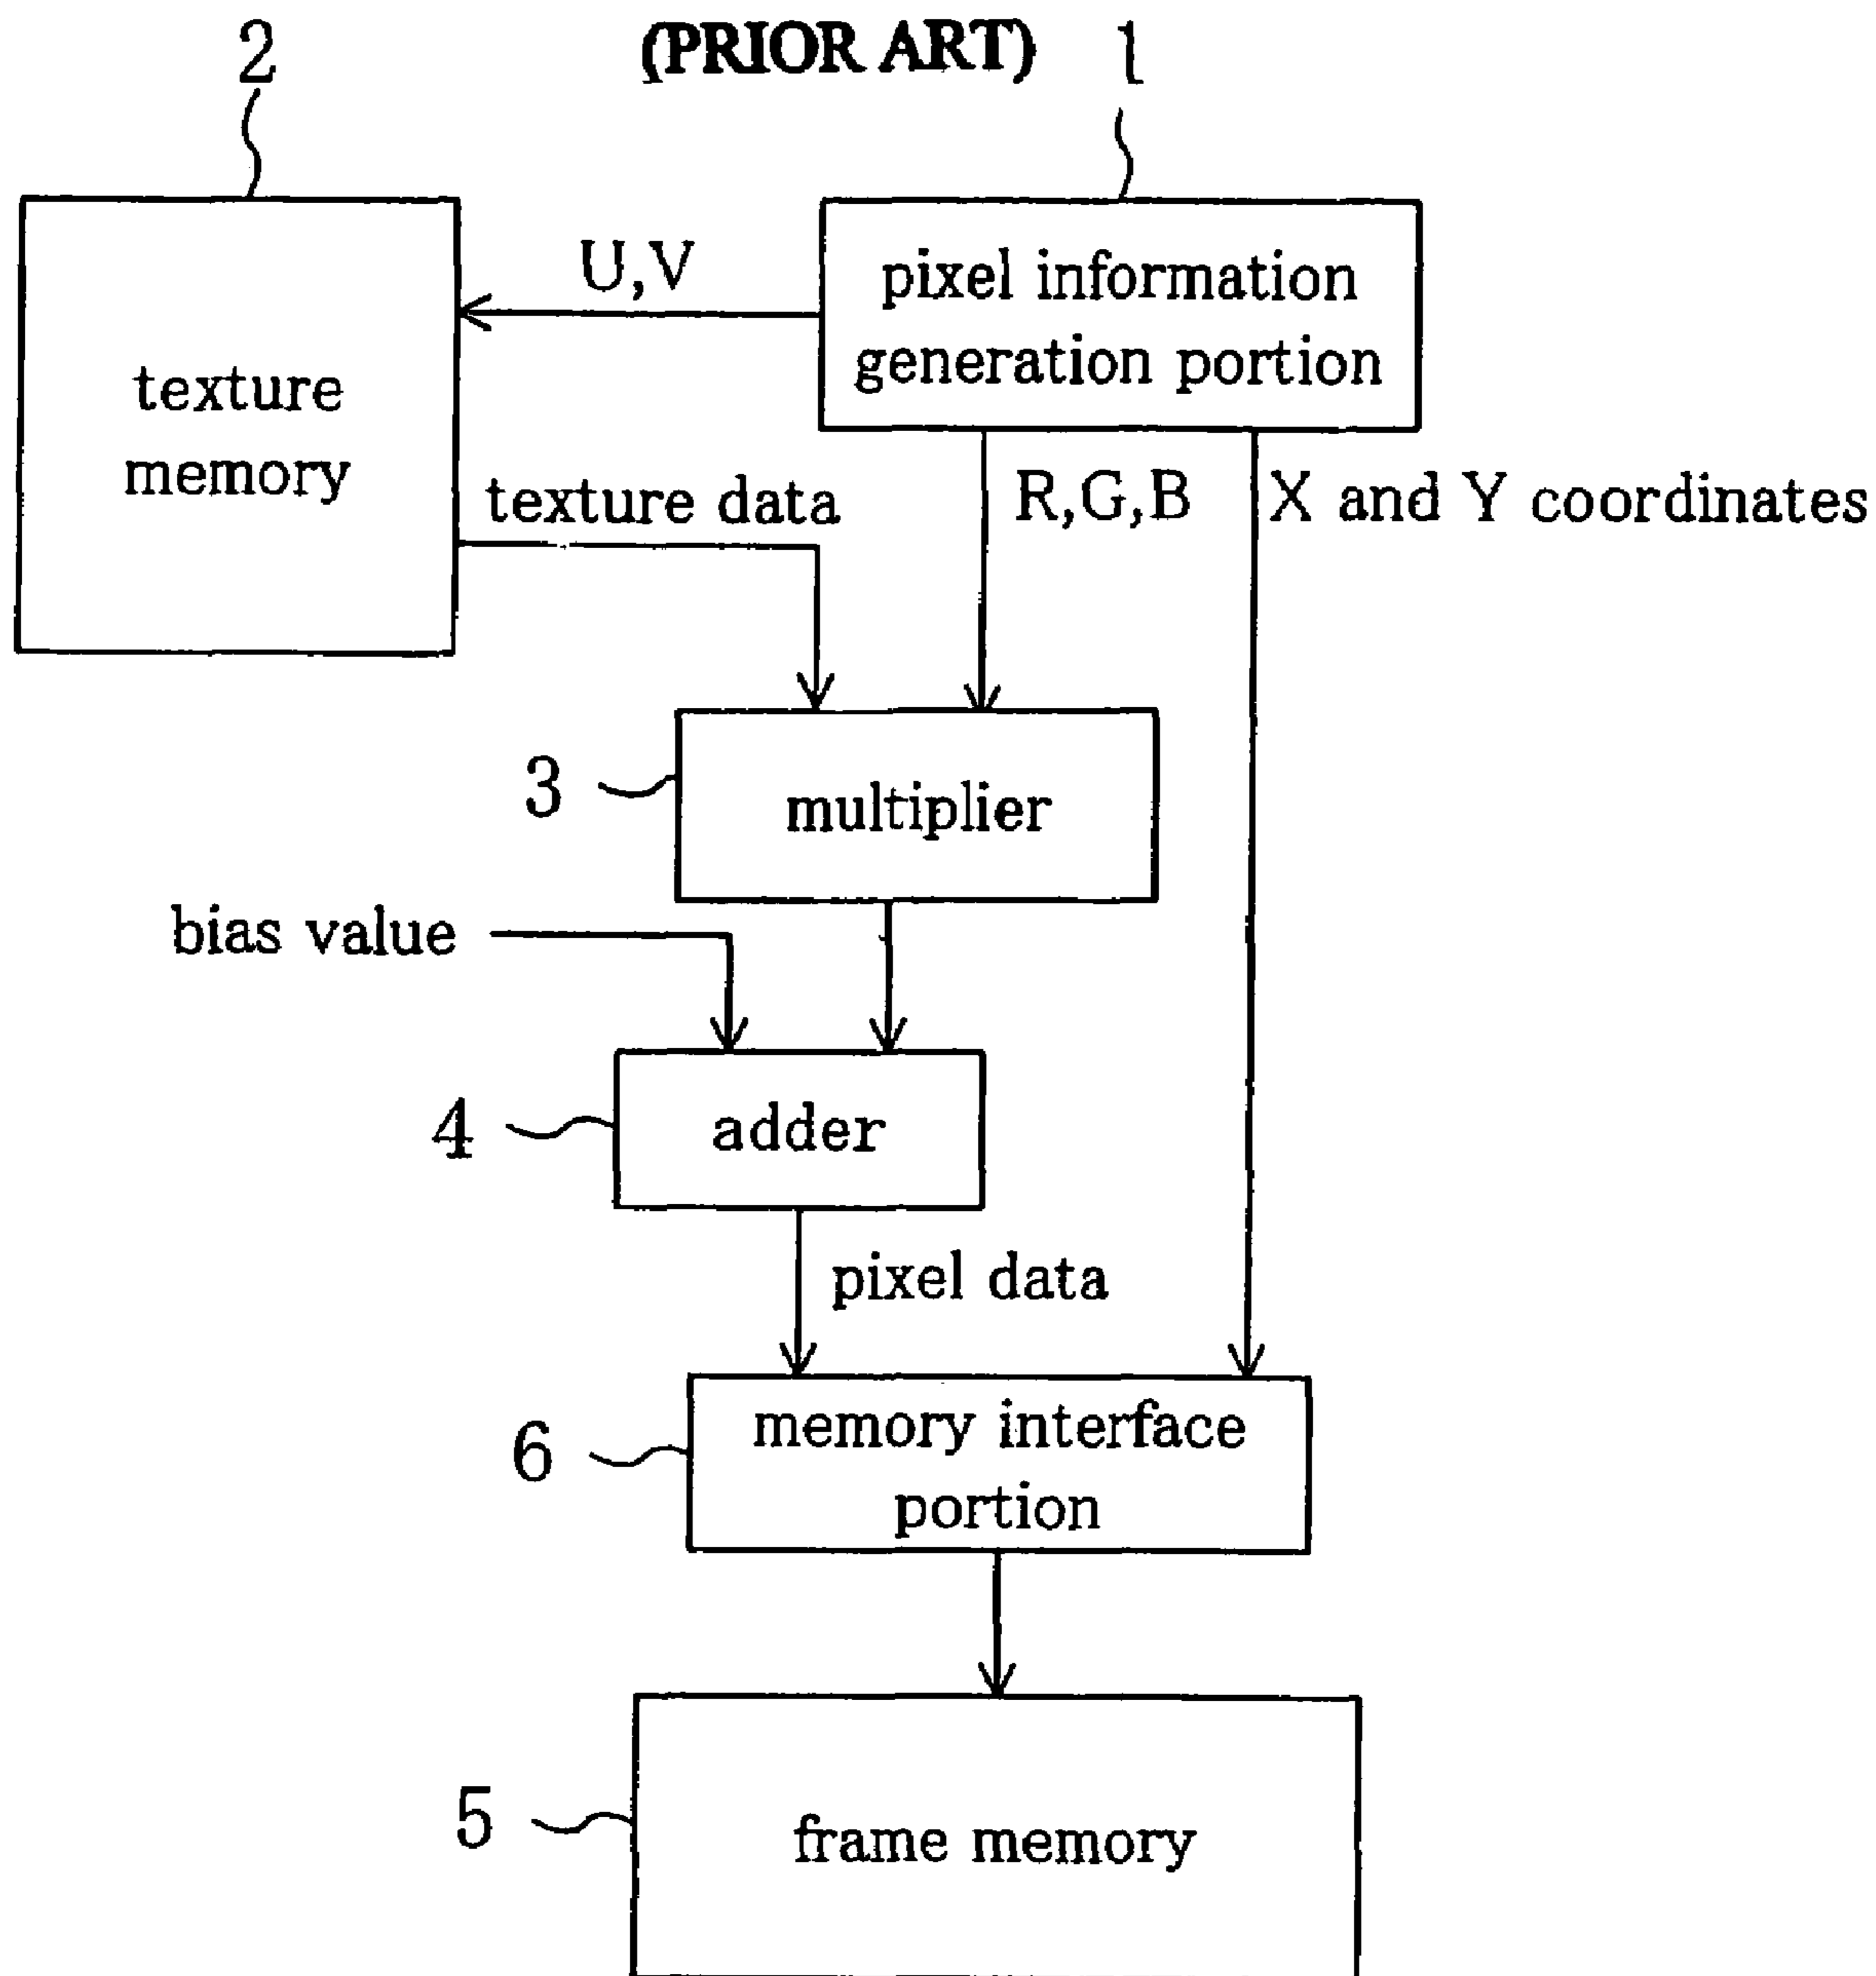 2
(PRIOR ART)
1
U,V
pixel information
generation portion
texture
memory
texture data
R,G,B
X and Y coordinates
3
multiplier
bias value
4
adder
pixel data
6
memory interface
portion
5
frame memory